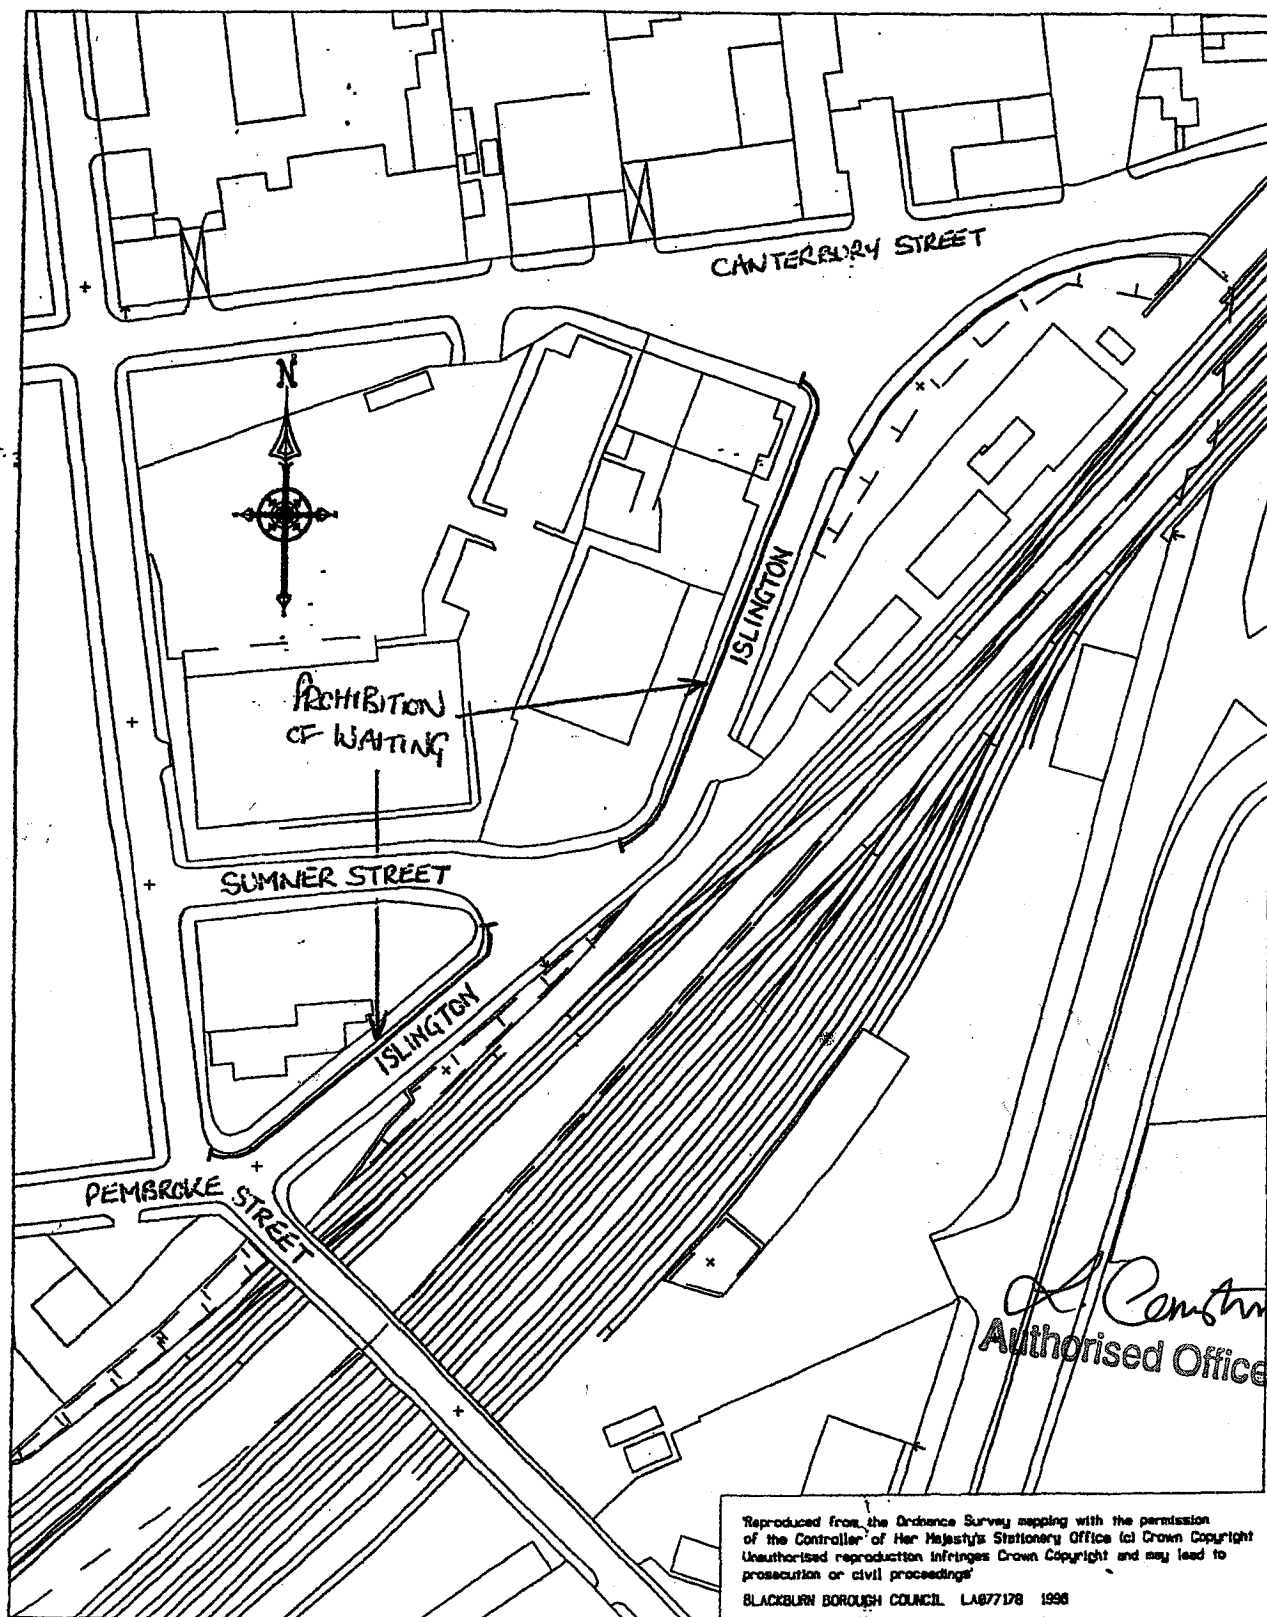 CANTERBURY STREET
N
ISLINGTON
PROHIBITION
OF WAITING
SUMNER STREET
ISLINGTON
PEMBROKE STREET
Authorised Office
'Reproduced from the Ordnance Survey mapping with the permission
of the Controller of Her Majesty's Stationery Office (c) Crown Copyright
Unauthorised reproduction infringes Crown Copyright and may lead to
prosecution or civil proceedings'
BLACKBURN BOROUGH COUNCIL LA077178 1998